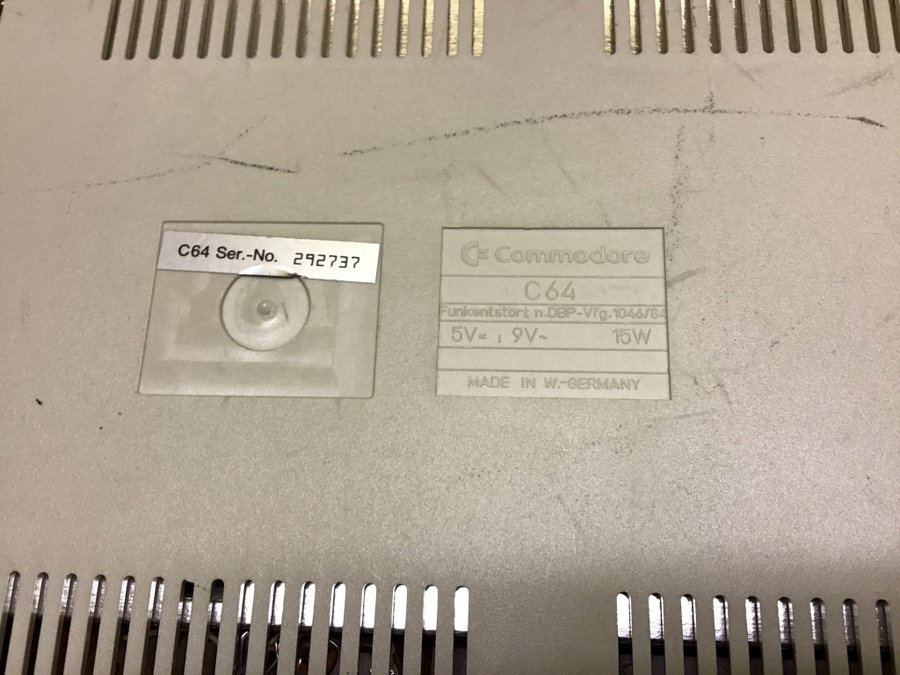 C64 Ser.-No. 292737
Commodore
C64
Funkentstört n.DBP-Vfg.1046/84
5V= , 9V~ 15W
MADE IN W.-GERMANY